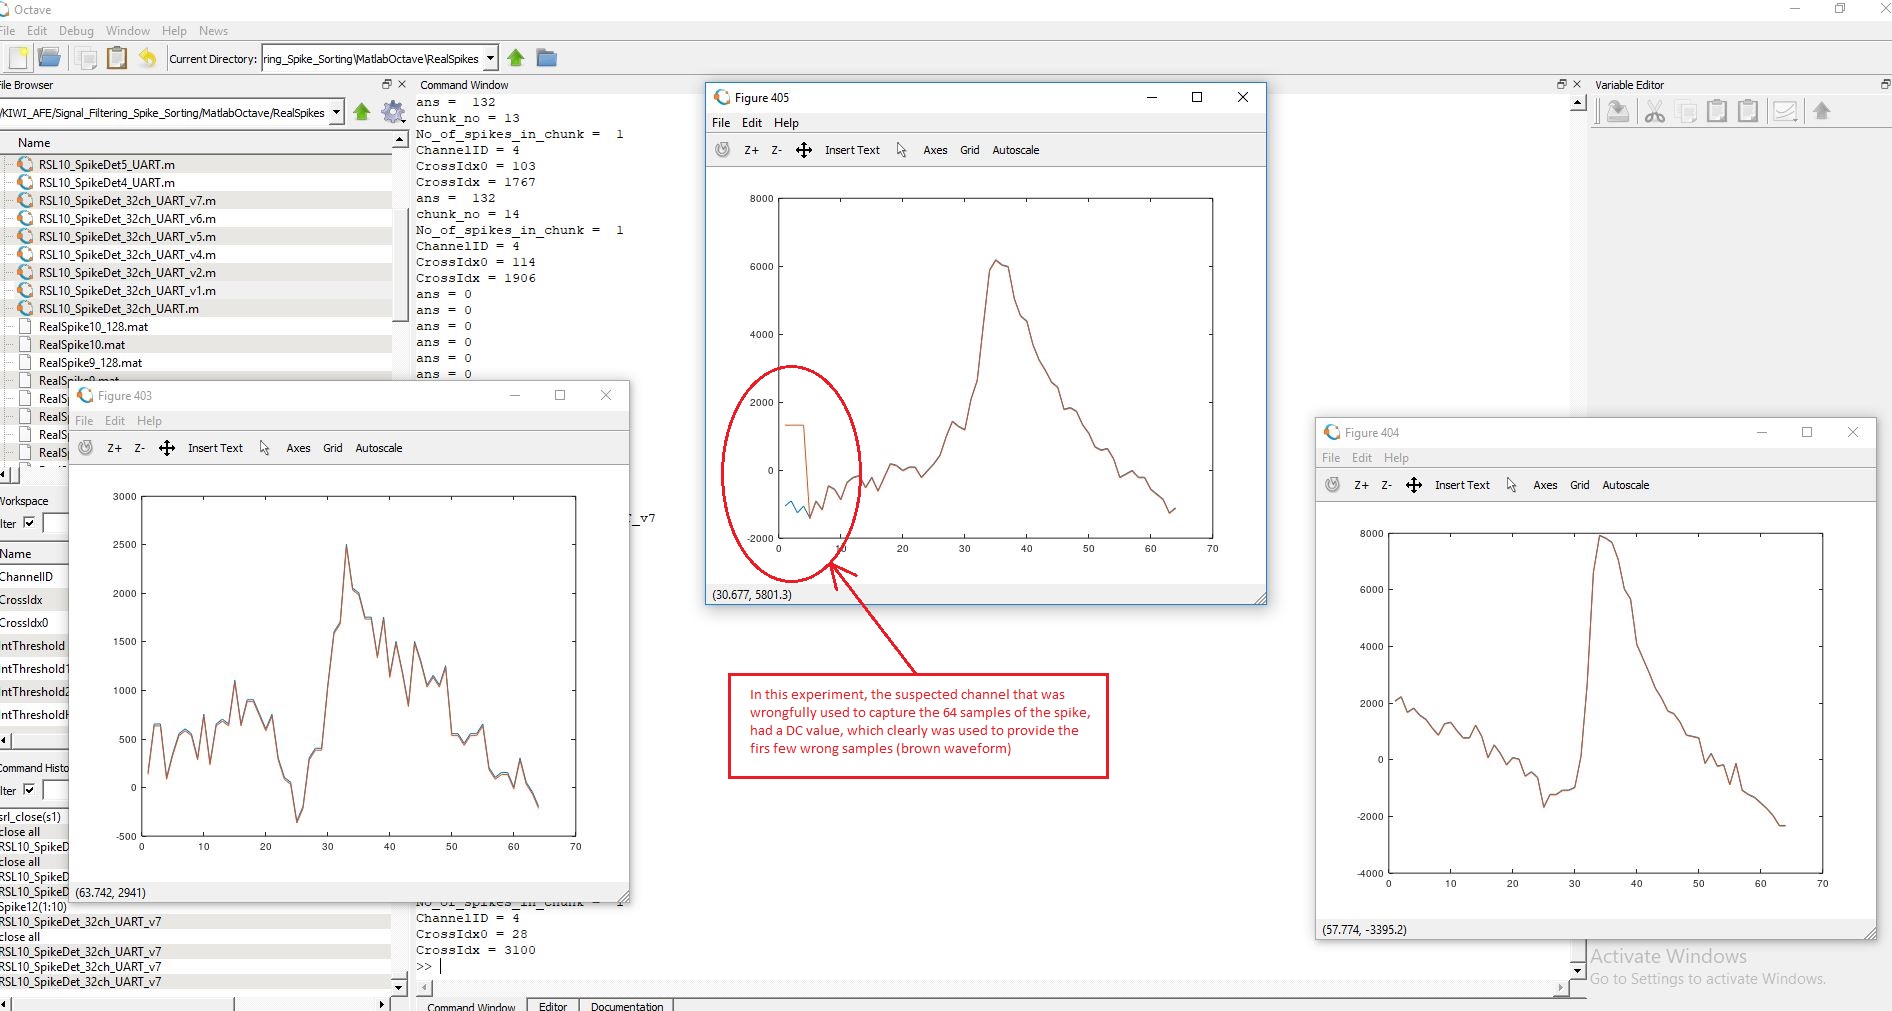 Octave
File Edit Debug Window Help News
Current Directory: ring_Spike_Sorting\MatlabOctave\RealSpikes
File Browser
/KIWI_AFE/Signal_Filtering_Spike_Sorting/MatlabOctave/RealSpikes
Name
RSL10_SpikeDet5_UART.m
RSL10_SpikeDet4_UART.m
RSL10_SpikeDet_32ch_UART_v7.m
RSL10_SpikeDet_32ch_UART_v6.m
RSL10_SpikeDet_32ch_UART_v5.m
RSL10_SpikeDet_32ch_UART_v4.m
RSL10_SpikeDet_32ch_UART_v2.m
RSL10_SpikeDet_32ch_UART_v1.m
RSL10_SpikeDet_32ch_UART.m
RealSpike10_128.mat
RealSpike10.mat
RealSpike9_128.mat
RealSpike9.mat
RealS
RealS
RealS
RealS
Workspace
lter
Name
ChannelID
CrossIdx
CrossIdx0
IntThreshold
IntThreshold1
IntThreshold2
IntThresholdH
Command Histo
lter
srl_close(s1)
close all
RSL10_SpikeD
close all
RSL10_SpikeD
RSL10_SpikeD
Spike12(1:10)
RSL10_SpikeDet_32ch_UART_v7
close all
RSL10_SpikeDet_32ch_UART_v7
RSL10_SpikeDet_32ch_UART_v7
RSL10_SpikeDet_32ch_UART_v7
Command Window
ans = 132
chunk_no = 13
No_of_spikes_in_chunk = 1
ChannelID = 4
CrossIdx0 = 103
CrossIdx = 1767
ans = 132
chunk_no = 14
No_of_spikes_in_chunk = 1
ChannelID = 4
CrossIdx0 = 114
CrossIdx = 1906
ans = 0
ans = 0
ans = 0
ans = 0
ans = 0
ans = 0
_v7
No_of_spikes_in_chunk = 1
ChannelID = 4
CrossIdx0 = 28
CrossIdx = 3100
>>
Command Window Editor Documentation
Variable Editor
Figure 403
File Edit Help
Z+ Z- Insert Text Axes Grid Autoscale
3000
2500
2000
1500
1000
500
0
-500
0 10 20 30 40 50 60 70
(63.742, 2941)
Figure 405
File Edit Help
Z+ Z- Insert Text Axes Grid Autoscale
8000
6000
4000
2000
0
-2000
0 10 20 30 40 50 60 70
(30.677, 5801.3)
In this experiment, the suspected channel that was
wrongfully used to capture the 64 samples of the spike,
had a DC value, which clearly was used to provide the
firs few wrong samples (brown waveform)
Figure 404
File Edit Help
Z+ Z- Insert Text Axes Grid Autoscale
8000
6000
4000
2000
0
-2000
-4000
0 10 20 30 40 50 60 70
(57.774, -3395.2)
Activate Windows
Go to Settings to activate Windows.